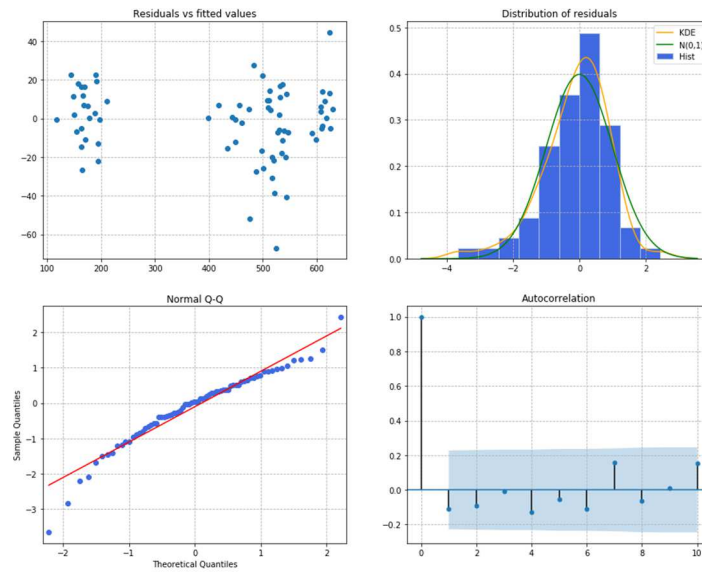 Residuals vs fitted values
40
20
0
−20
−40
−60
100 200 300 400 500 600
Distribution of residuals
KDE
N(0,1)
Hist
0.5
0.4
0.3
0.2
0.1
0.0
−4 −2 0 2
Normal Q-Q
Sample Quantiles
2
1
0
−1
−2
−3
−2 −1 0 1 2
Theoretical Quantiles
Autocorrelation
1.0
0.8
0.6
0.4
0.2
0.0
−0.2
0 2 4 6 8 10